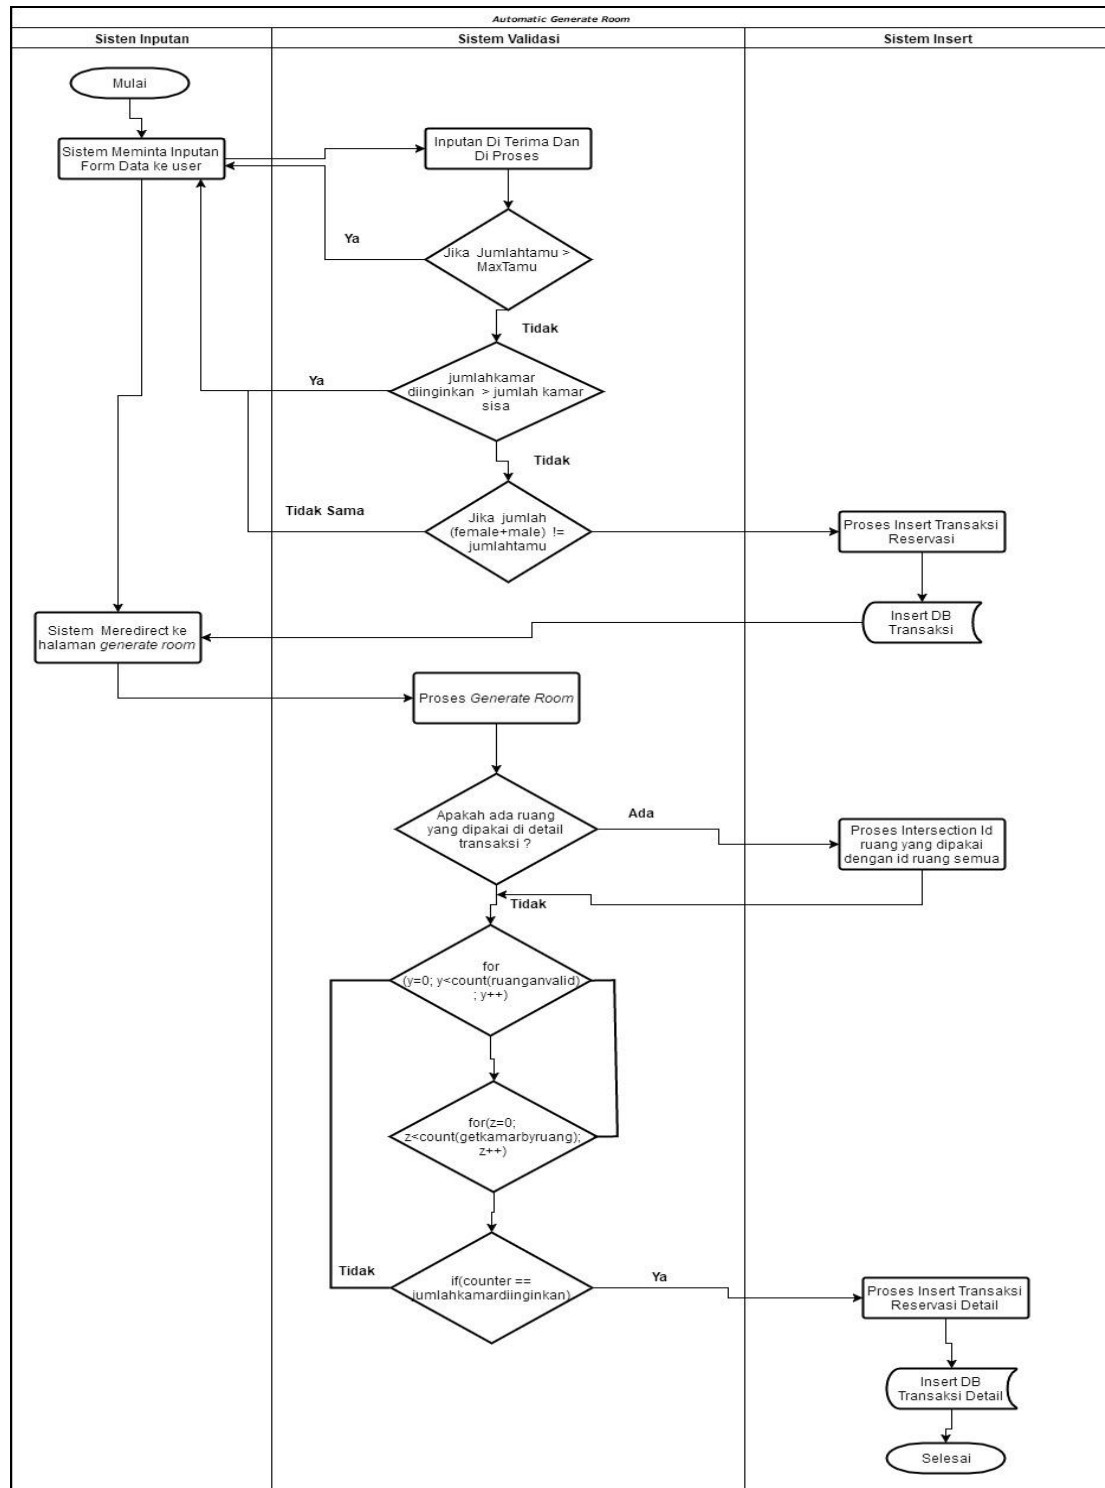 Automatic Generate Room
Sisten Inputan
Sistem Validasi
Sistem Insert
Mulai
Sistem Meminta Inputan
Form Data ke user
Inputan Di Terima Dan
Di Proses
Ya
Jika Jumlahtamu >
MaxTamu
Tidak
Ya
jumlahkamar
diinginkan > jumlah kamar
sisa
Tidak
Tidak Sama
Jika jumlah
(female+male) !=
jumlahtamu
Proses Insert Transaksi
Reservasi
Insert DB
Transaksi
Sistem Meredirect ke
halaman generate room
Proses Generate Room
Apakah ada ruang
yang dipakai di detail
transaksi ?
Ada
Proses Intersection Id
ruang yang dipakai
dengan id ruang semua
Tidak
for
(y=0; y<count(ruanganvalid)
; y++)
for(z=0;
z<count(getkamarbyruang);
z++)
Tidak
if(counter ==
jumlahkamardiinginkan)
Ya
Proses Insert Transaksi
Reservasi Detail
Insert DB
Transaksi Detail
Selesai